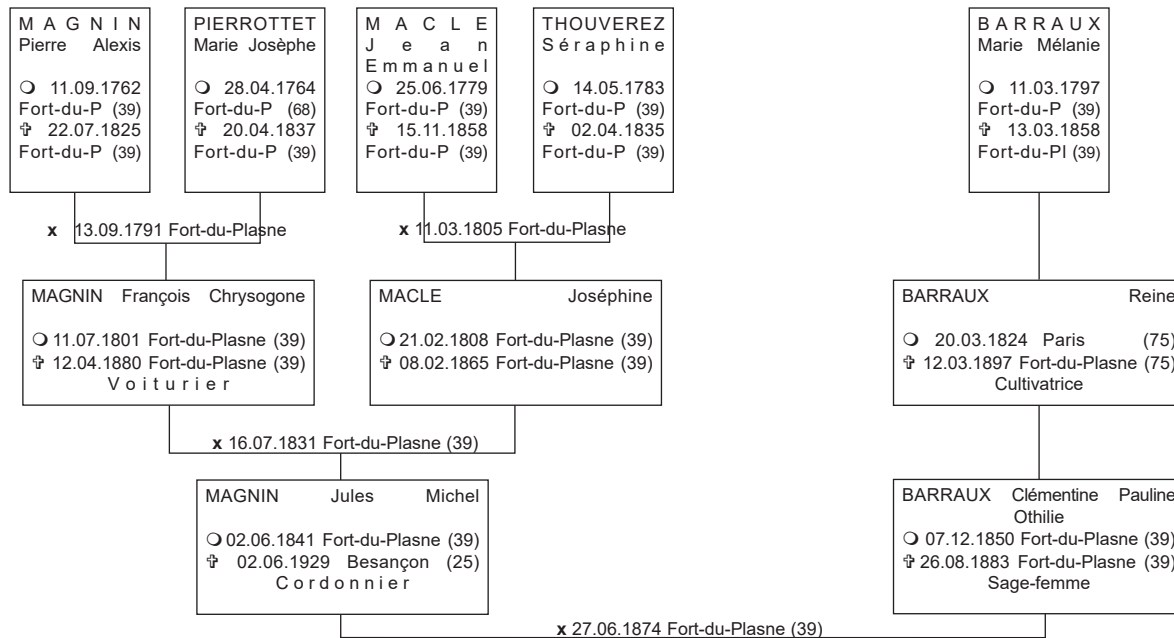 MAGNIN
Pierre Alexis
11.09.1762
Fort-du-P (39)
✞ 22.07.1825
Fort-du-P (39)
PIERROTTET
Marie Josèphe
28.04.1764
Fort-du-P (68)
✞ 20.04.1837
Fort-du-P (39)
MACLE
Jean
Emmanuel
25.06.1779
Fort-du-P (39)
✞ 15.11.1858
Fort-du-P (39)
THOUVEREZ
Séraphine
14.05.1783
Fort-du-P (39)
✞ 02.04.1835
Fort-du-P (39)
BARRAUX
Marie Mélanie
11.03.1797
Fort-du-P (39)
✞ 13.03.1858
Fort-du-Pl (39)
x 13.09.1791 Fort-du-Plasne
x 11.03.1805 Fort-du-Plasne
MAGNIN François Chrysogone
11.07.1801 Fort-du-Plasne (39)
✞ 12.04.1880 Fort-du-Plasne (39)
Voiturier
MACLE Joséphine
21.02.1808 Fort-du-Plasne (39)
✞ 08.02.1865 Fort-du-Plasne (39)
BARRAUX Reine
20.03.1824 Paris (75)
✞ 12.03.1897 Fort-du-Plasne (75)
Cultivatrice
x 16.07.1831 Fort-du-Plasne (39)
MAGNIN Jules Michel
02.06.1841 Fort-du-Plasne (39)
✞ 02.06.1929 Besançon (25)
Cordonnier
BARRAUX Clémentine Pauline
Othilie
07.12.1850 Fort-du-Plasne (39)
✞ 26.08.1883 Fort-du-Plasne (39)
Sage-femme
x 27.06.1874 Fort-du-Plasne (39)